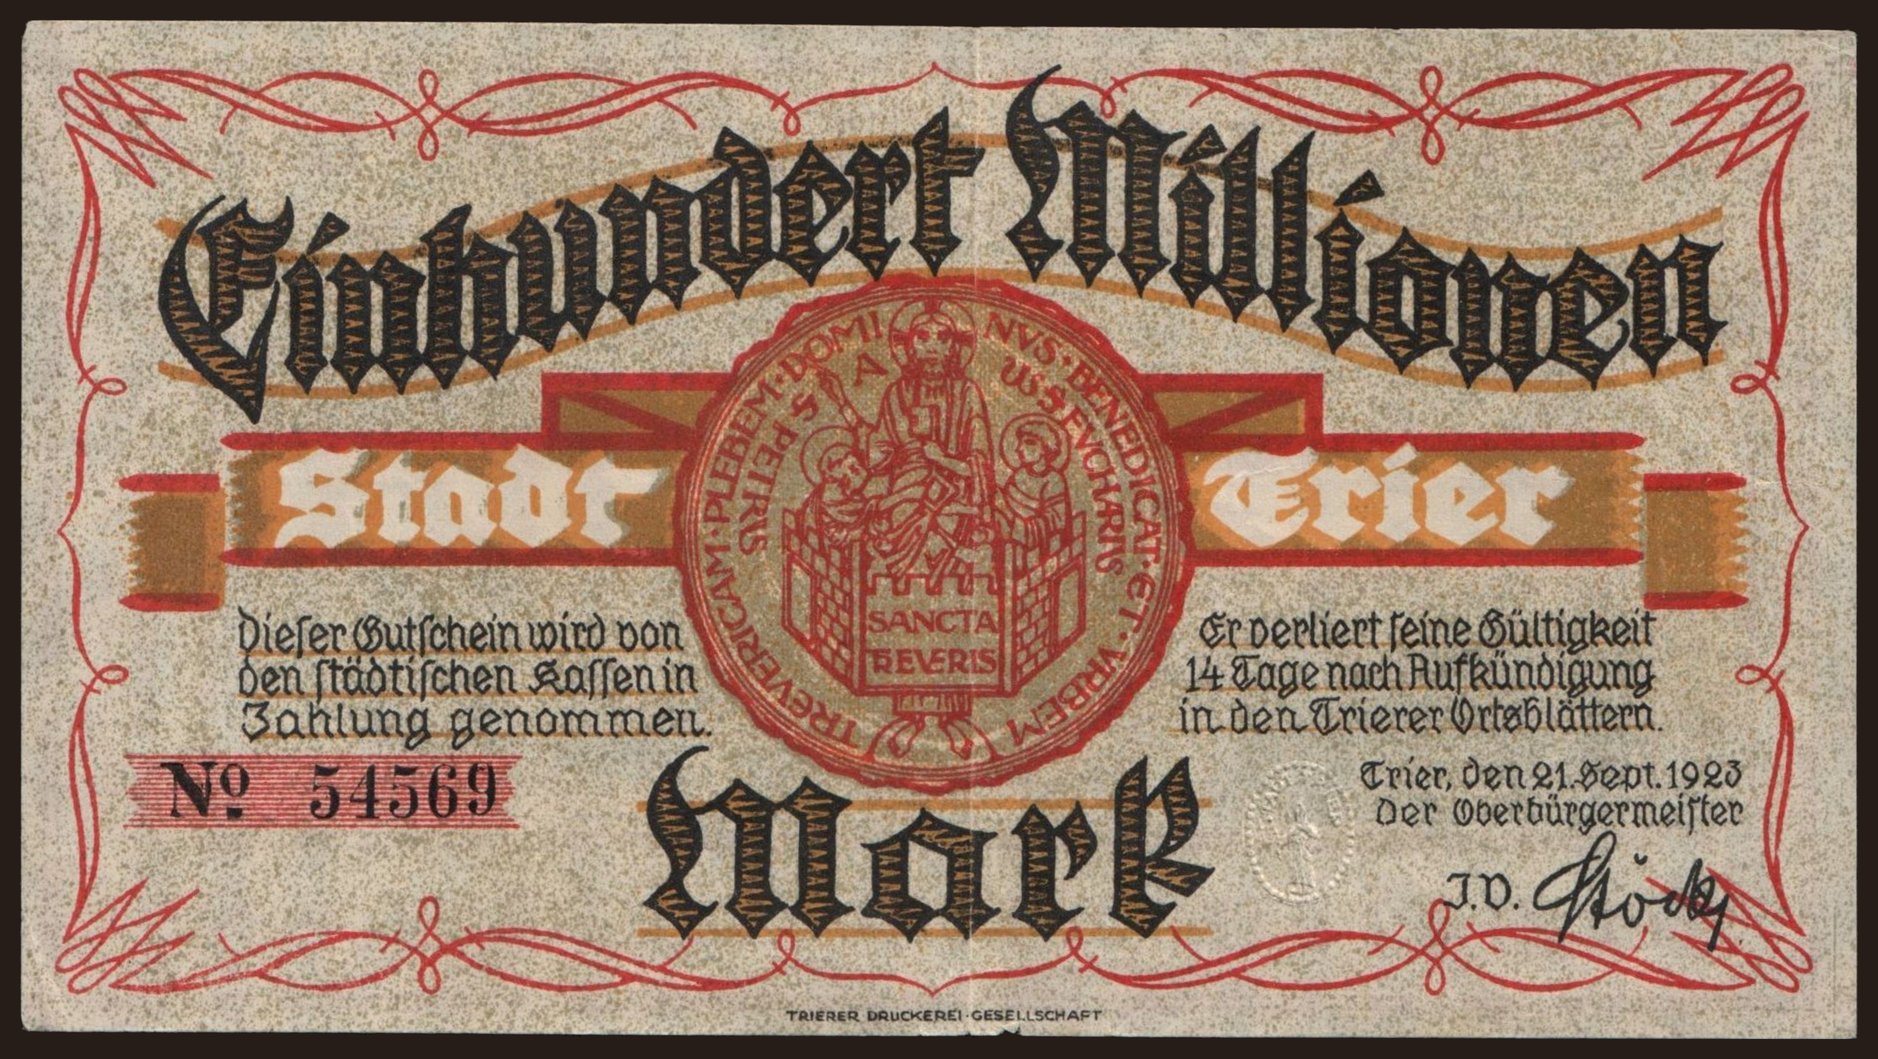 Einhundert Millionen
Stadt Trier
TREVERICAM · PLEBEM · DOMINVS · BENEDICAT · ET · VRBEM
S PETRVS
A
S EVCHARIVS
SANCTA
TREVERIS
Dieser Gutschein wird von
den städtischen Kassen in
Zahlung genommen.
Er verliert seine Gültigkeit
14 Tage nach Aufkündigung
in den Trierer Ortsblättern.
No 54569
Mark
Trier, den 21. Sept. 1923
Der Oberbürgermeister
J.V. Stöck
TRIERER DRUCKEREI-GESELLSCHAFT